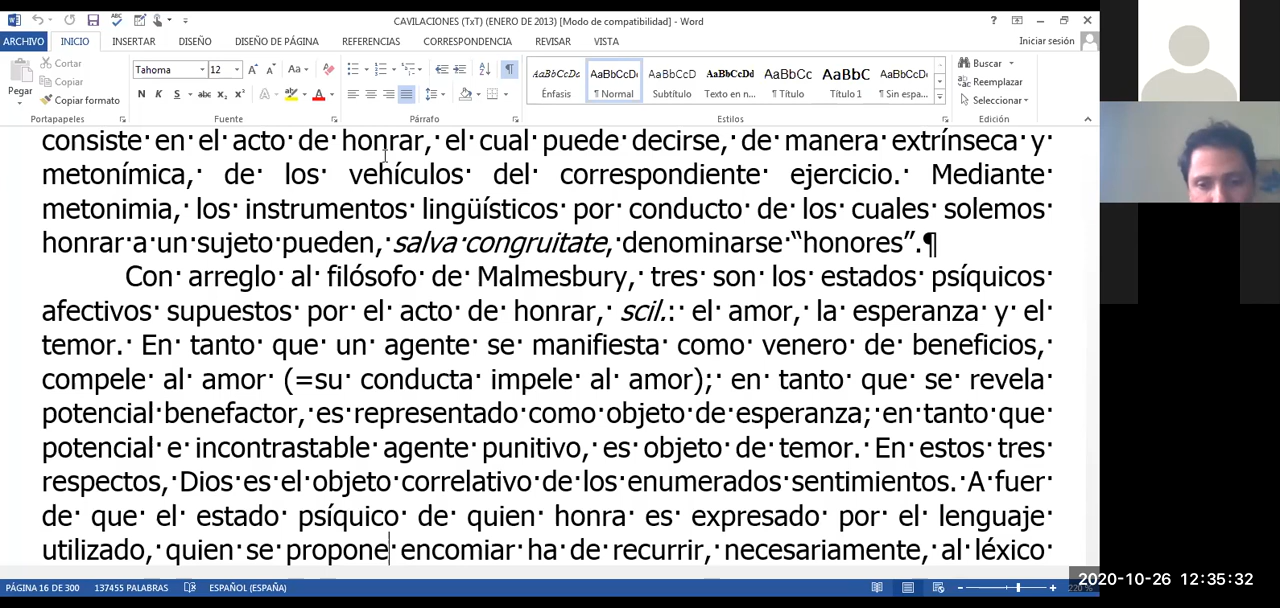 CAVILACIONES (TxT) (ENERO DE 2013) [Modo de compatibilidad] - Word
ARCHIVO INICIO INSERTAR DISEÑO DISEÑO DE PÁGINA REFERENCIAS CORRESPONDENCIA REVISAR VISTA Iniciar sesión
Pegar
Cortar
Copiar
Copiar formato
Portapapeles
Tahoma 12
N K S abc x₂ x²
Fuente
Párrafo
AaBbCcDc AaBbCcDc AaBbCcD AaBbCcDd AaBbCc AaBbC AaBbCcDc
Énfasis ¶ Normal Subtítulo Texto en n... ¶ Título Título 1 ¶ Sin espa...
Estilos
Buscar
Reemplazar
Seleccionar
Edición
consiste en el acto de honrar, el cual puede decirse, de manera extrínseca y
metonímica, de los vehículos del correspondiente ejercicio. Mediante
metonimia, los instrumentos lingüísticos por conducto de los cuales solemos
honrar a un sujeto pueden, salva congruitate, denominarse “honores”.¶
Con arreglo al filósofo de Malmesbury, tres son los estados psíquicos
afectivos supuestos por el acto de honrar, scil.: el amor, la esperanza y el
temor. En tanto que un agente se manifiesta como venero de beneficios,
compele al amor (=su conducta impele al amor); en tanto que se revela
potencial benefactor, es representado como objeto de esperanza; en tanto que
potencial e incontrastable agente punitivo, es objeto de temor. En estos tres
respectos, Dios es el objeto correlativo de los enumerados sentimientos. A fuer
de que el estado psíquico de quien honra es expresado por el lenguaje
utilizado, quien se propone encomiar ha de recurrir, necesariamente, al léxico
PÁGINA 16 DE 300 137455 PALABRAS ESPAÑOL (ESPAÑA) 220 %
2020-10-26 12:35:32